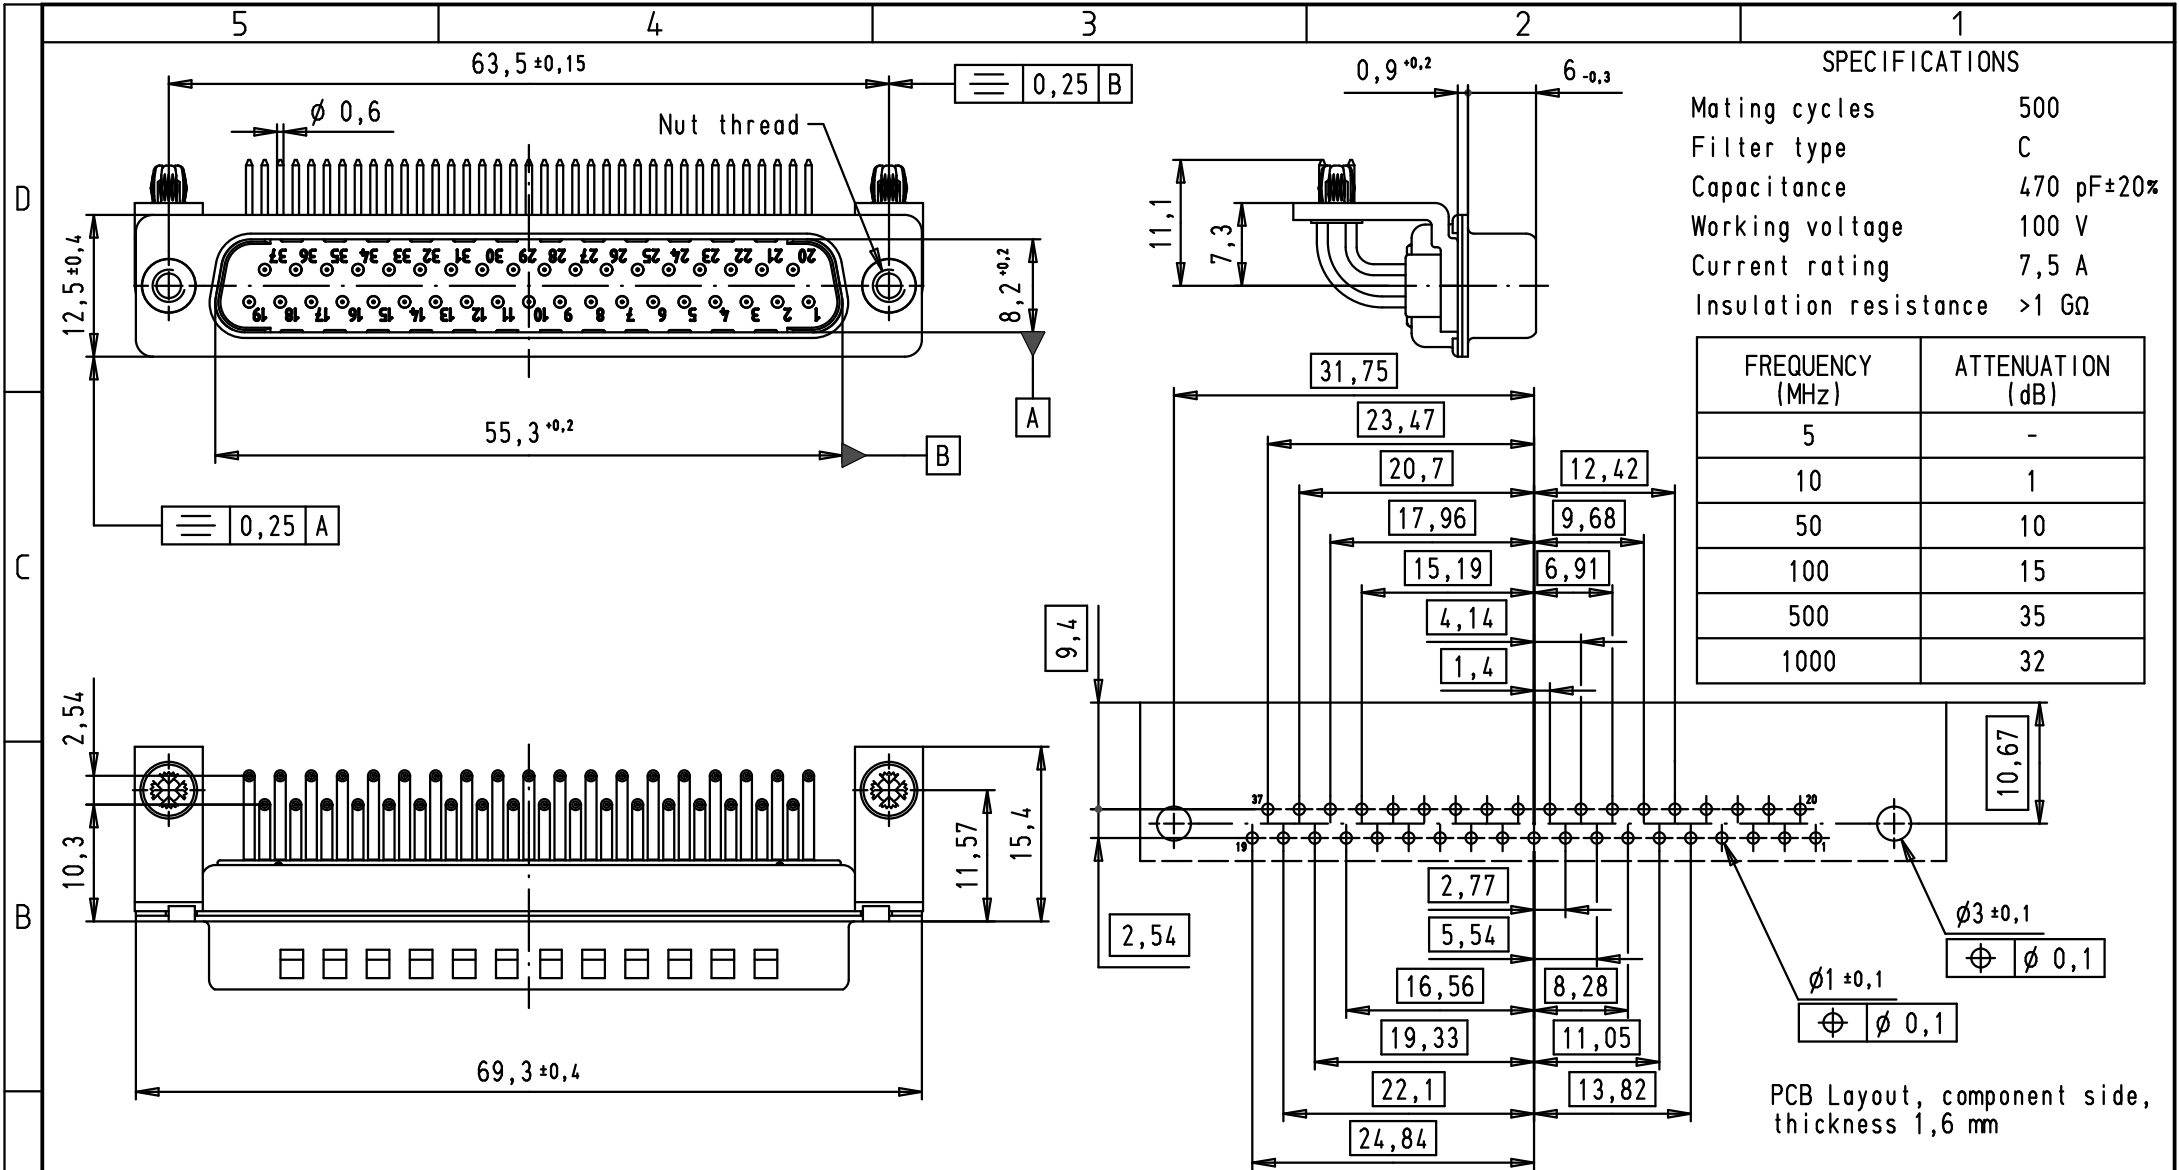 5 4 3 2 1
D
C
B
63,5 ±0,15
0,25 B
Ø 0,6
Nut thread
12,5 ±0,4
37 36 35 34 33 32 31 30 29 28 27 26 25 24 23 22 21 20
19 18 17 16 15 14 13 12 11 10 9 8 7 6 5 4 3 2 1
8,2 +0,2
A
55,3 +0,2
B
0,25 A
0,9 +0,2
6 -0,3
11,1
7,3
SPECIFICATIONS
Mating cycles 500
Filter type C
Capacitance 470 pF±20%
Working voltage 100 V
Current rating 7,5 A
Insulation resistance >1 GΩ
FREQUENCY (MHz) ATTENUATION (dB)
5 -
10 1
50 10
100 15
500 35
1000 32
31,75
23,47
20,7 12,42
17,96 9,68
15,19 6,91
4,14
1,4
9,4
10,67
37 20
19 1
2,54
2,77
5,54
16,56 8,28
19,33 11,05
22,1 13,82
24,84
Ø3 ±0,1
⌖ Ø 0,1
Ø1 ±0,1
⌖ Ø 0,1
PCB Layout, component side,
thickness 1,6 mm
2,54
10,3
11,57
15,4
69,3 ±0,4